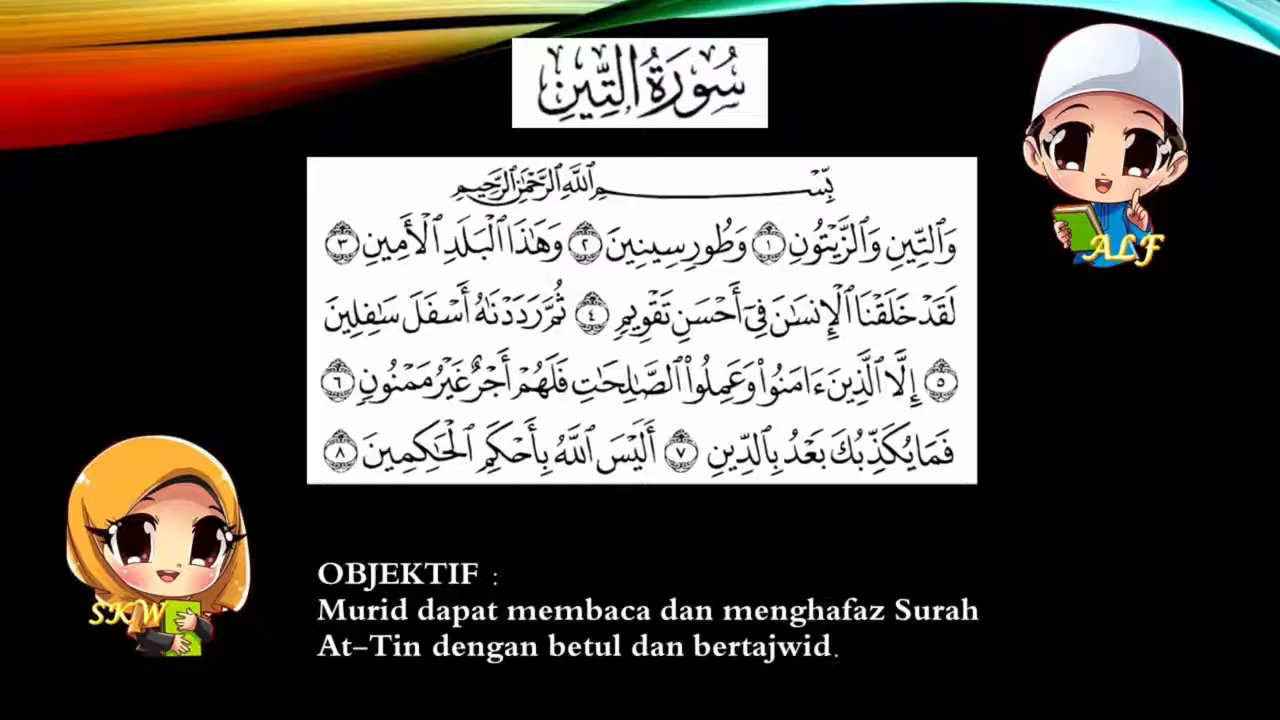 سُورَةُ التِّينِ
بِسْمِ ٱللَّهِ ٱلرَّحْمَٰنِ ٱلرَّحِيمِ
وَٱلتِّينِ وَٱلزَّيْتُونِ ١ وَطُورِ سِينِينَ ٢ وَهَٰذَا ٱلْبَلَدِ ٱلْأَمِينِ ٣
لَقَدْ خَلَقْنَا ٱلْإِنسَٰنَ فِىٓ أَحْسَنِ تَقْوِيمٍ ٤ ثُمَّ رَدَدْنَٰهُ أَسْفَلَ سَٰفِلِينَ
٥ إِلَّا ٱلَّذِينَ ءَامَنُوا۟ وَعَمِلُوا۟ ٱلصَّٰلِحَٰتِ فَلَهُمْ أَجْرٌ غَيْرُ مَمْنُونٍ ٦
فَمَا يُكَذِّبُكَ بَعْدُ بِٱلدِّينِ ٧ أَلَيْسَ ٱللَّهُ بِأَحْكَمِ ٱلْحَٰكِمِينَ ٨
ALF
SKW
OBJEKTIF :
Murid dapat membaca dan menghafaz Surah
At-Tin dengan betul dan bertajwid.